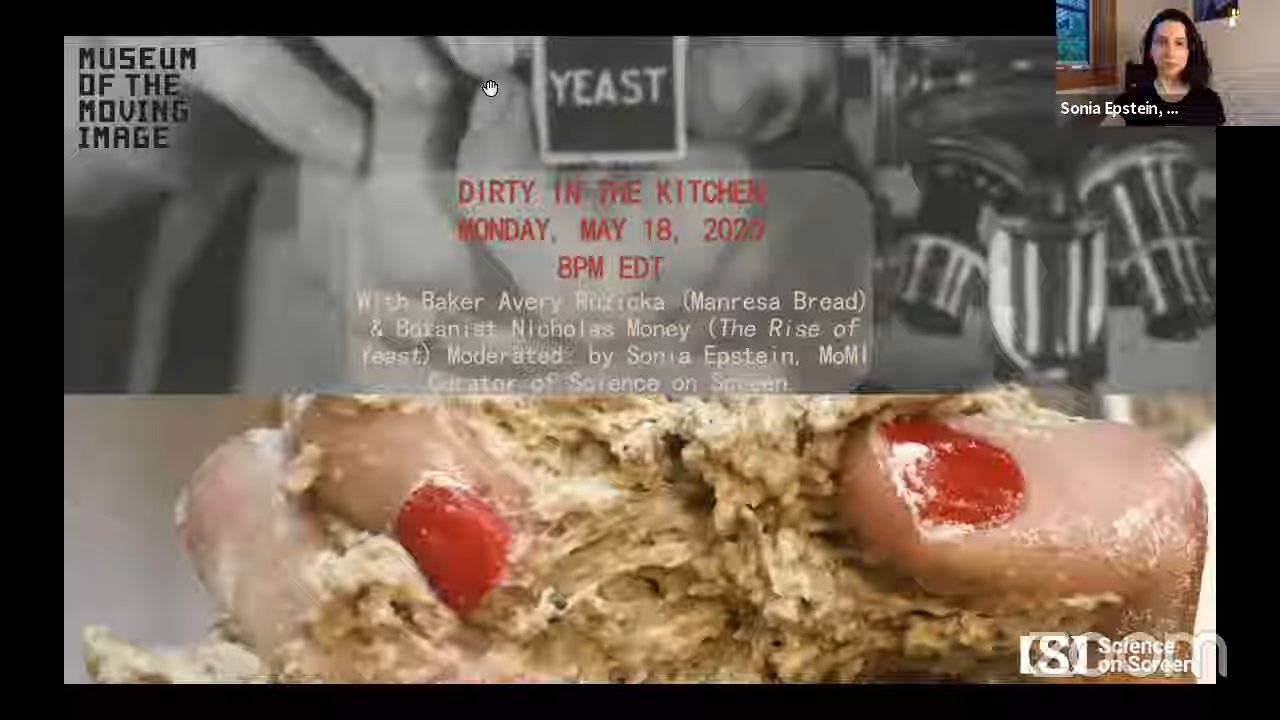 MUSEUM
OF THE
MOVING
IMAGE
YEAST
Sonia Epstein, ...
DIRTY IN THE KITCHEN
MONDAY, MAY 18, 2020
8PM EDT
With Baker Avery Ruzicka (Manresa Bread)
& Botanist Nicholas Money (The Rise of
Yeast) Moderated by Sonia Epstein, MoMI
Curator of Science on Screen.
[S] Science
on Screen
zoom